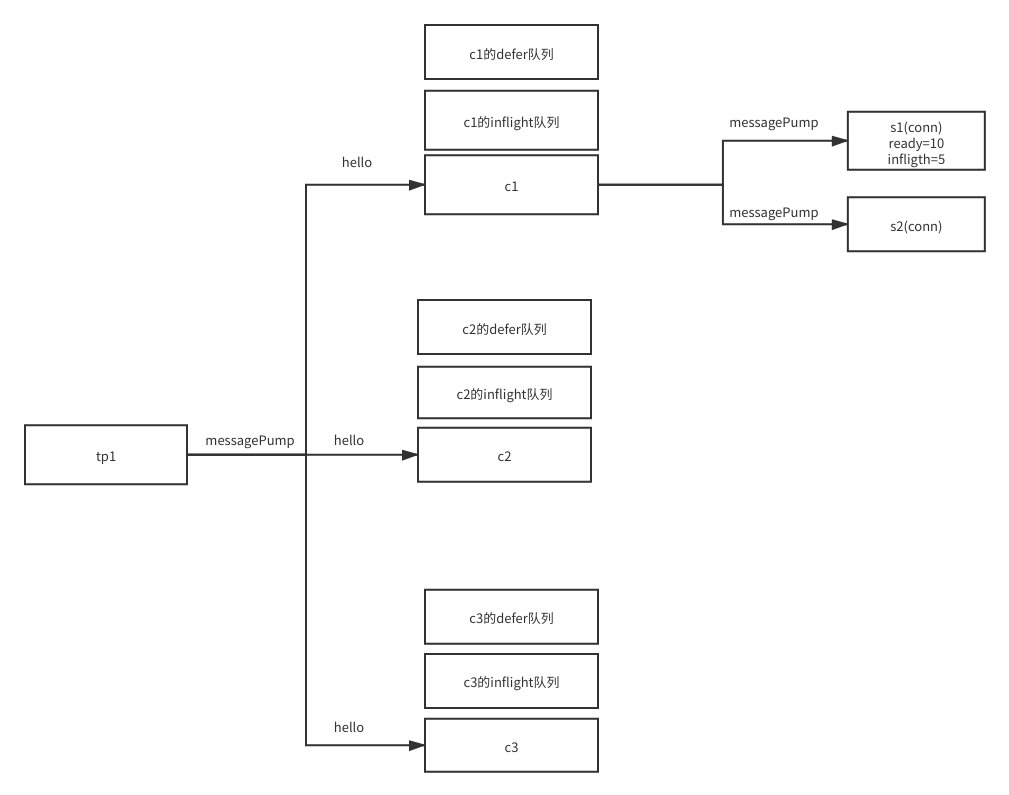 c1的defer队列
c1的inflight队列
hello
c1
messagePump
s1(conn)
ready=10
infligth=5
messagePump
s2(conn)
c2的defer队列
c2的inflight队列
tp1
messagePump
hello
c2
c3的defer队列
c3的inflight队列
hello
c3